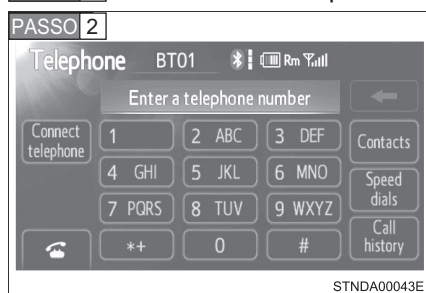 PASSO 2
Telephone BT01 Rm
Enter a telephone number
Connect telephone
1
2 ABC
3 DEF
Contacts
4 GHI
5 JKL
6 MNO
Speed dials
7 PQRS
8 TUV
9 WXYZ
Call history
*+
0
#
STNDA00043E